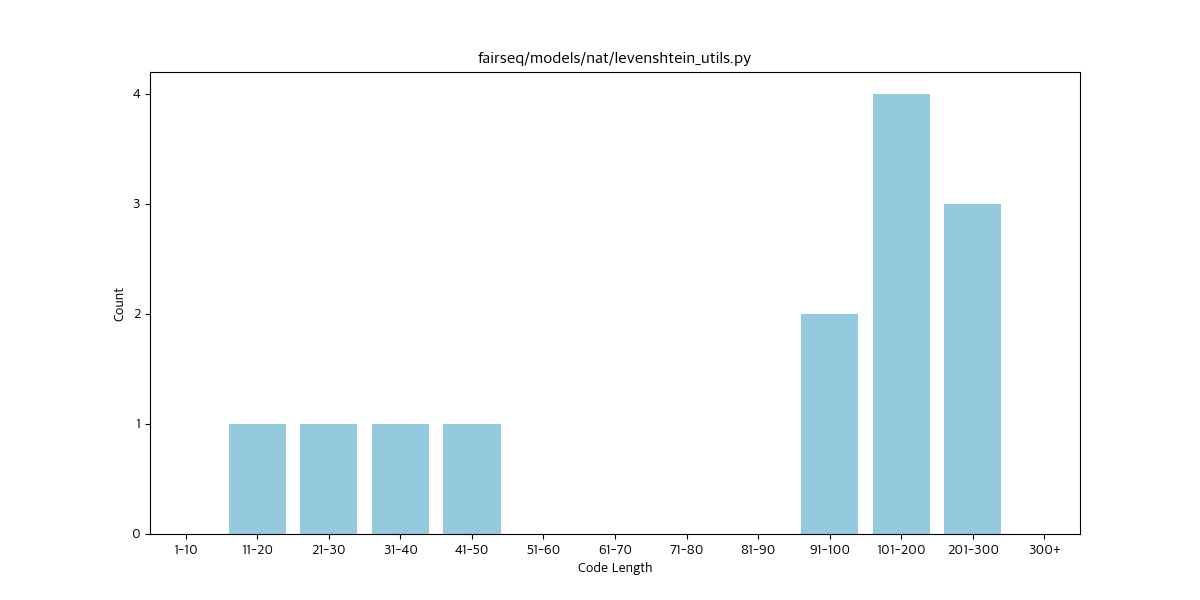 fairseq/models/nat/levenshtein_utils.py
Count
4
3
2
1
0
1-10 11-20 21-30 31-40 41-50 51-60 61-70 71-80 81-90 91-100 101-200 201-300 300+
Code Length